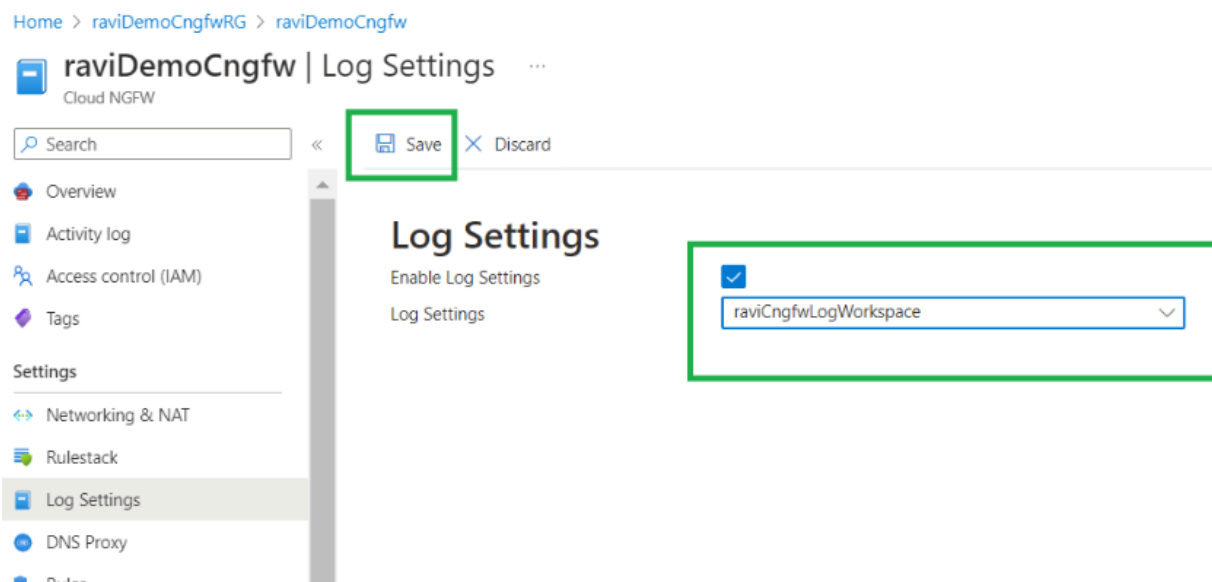 Home > raviDemoCngfwRG > raviDemoCngfw
raviDemoCngfw | Log Settings ...
Cloud NGFW
Search «
Save Discard
Overview
Activity log
Access control (IAM)
Tags
Settings
Networking & NAT
Rulestack
Log Settings
DNS Proxy
Rules
Log Settings
Enable Log Settings
Log Settings raviCngfwLogWorkspace